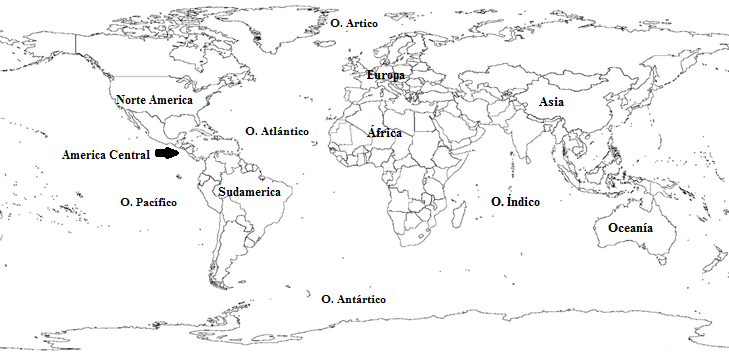 O. Artico
Europa
Norte America
Asia
O. Atlántico
África
America Central
Sudamerica
O. Pacífico
O. Índico
Oceanía
O. Antártico